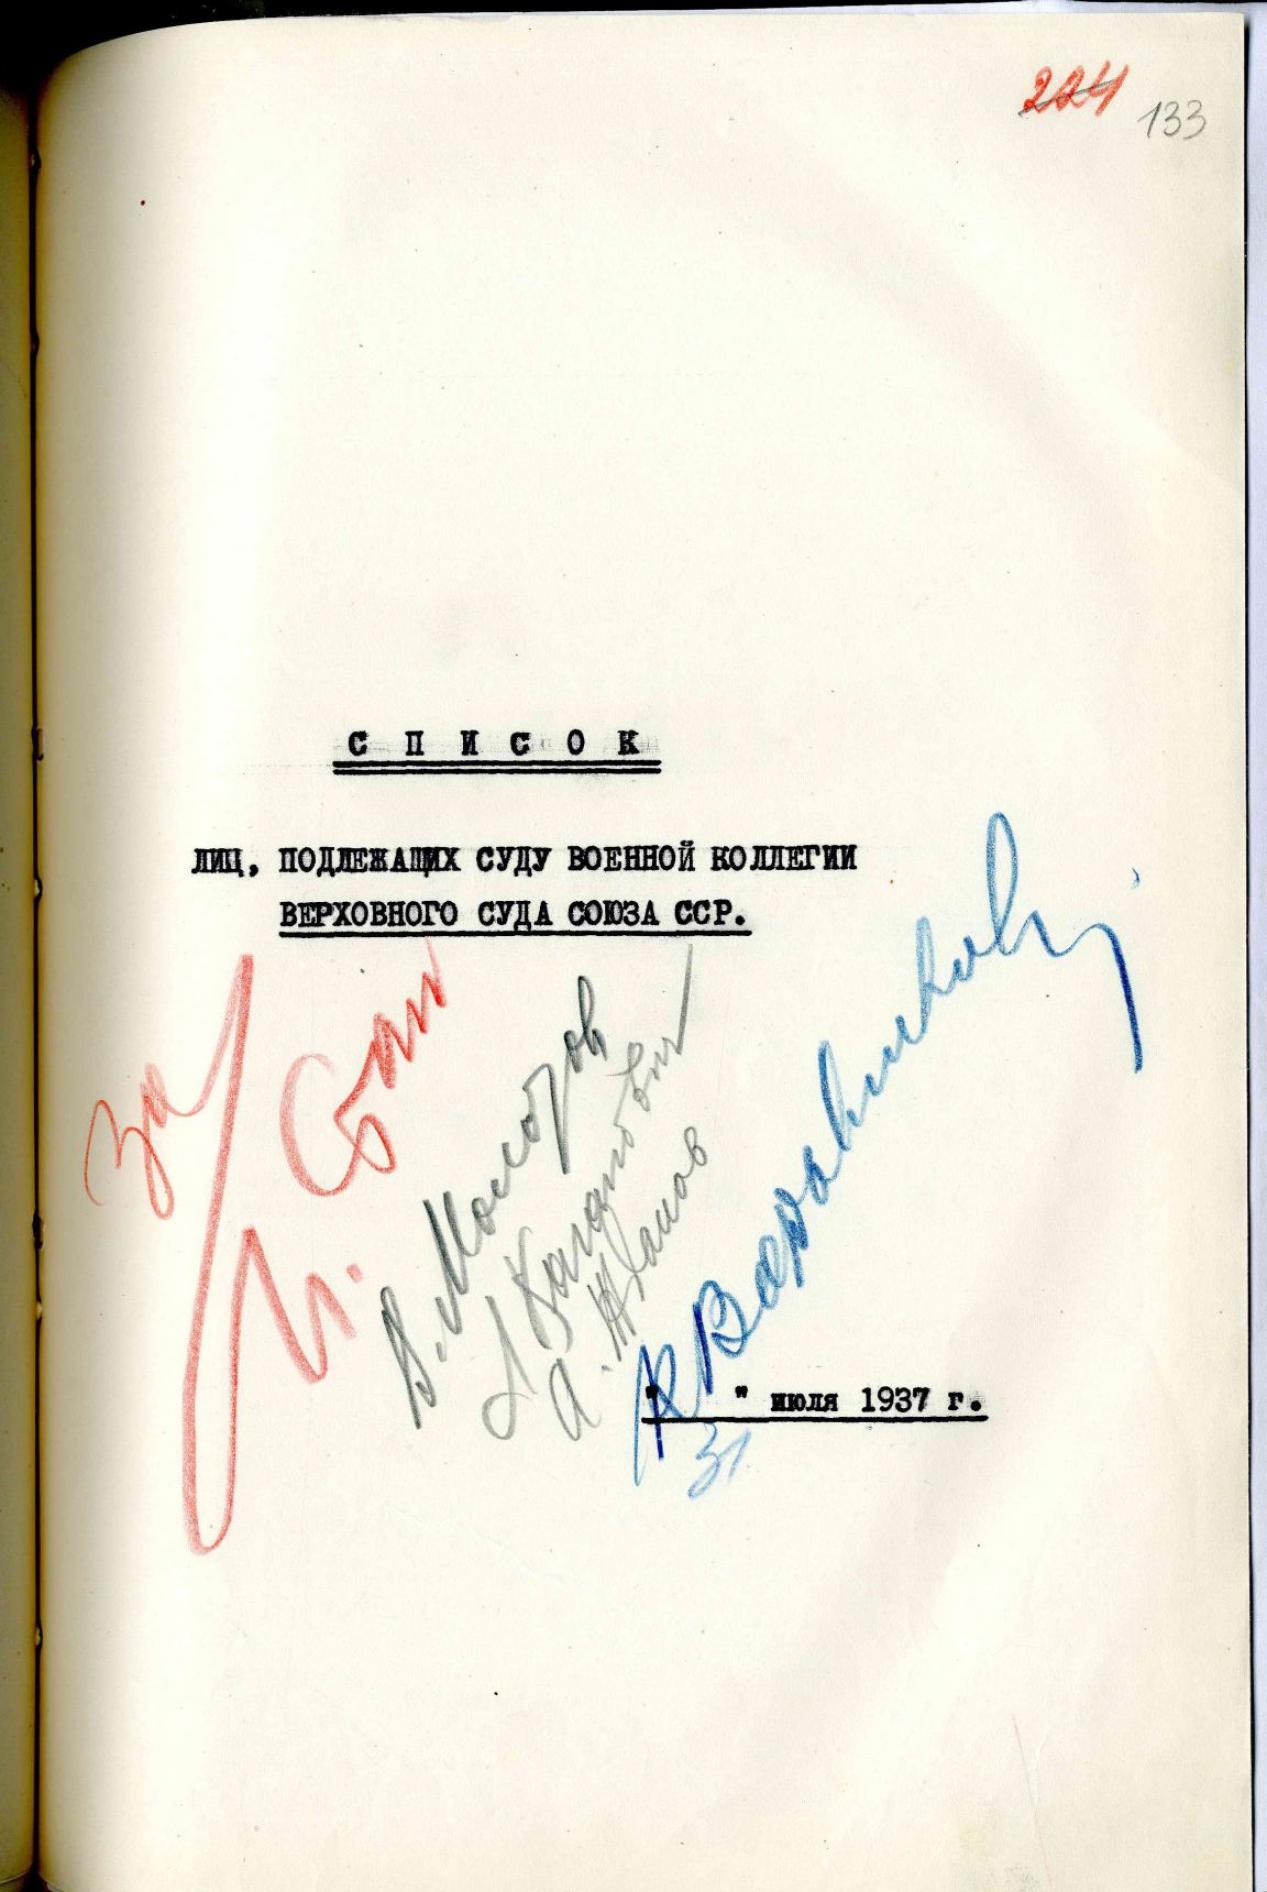 224 133
С П И С О К
ЛИЦ, ПОДЛЕЖАЩИХ СУДУ ВОЕННОЙ КОЛЛЕГИИ
ВЕРХОВНОГО СУДА СОЮЗА ССР.
за
И. Ст
В. Молотов
Л Каганович
А. Жданов
К Ворошилов
" " июля 1937 г.
31